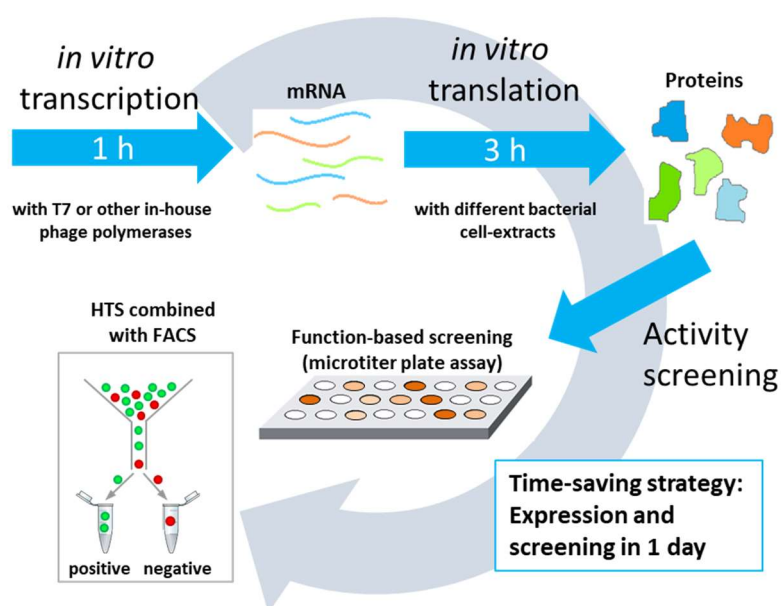 in vitro
transcription
1 h
with T7 or other in-house
phage polymerases
mRNA
in vitro
translation
3 h
with different bacterial
cell-extracts
Proteins
Activity
screening
Function-based screening
(microtiter plate assay)
HTS combined
with FACS
positive negative
Time-saving strategy:
Expression and
screening in 1 day